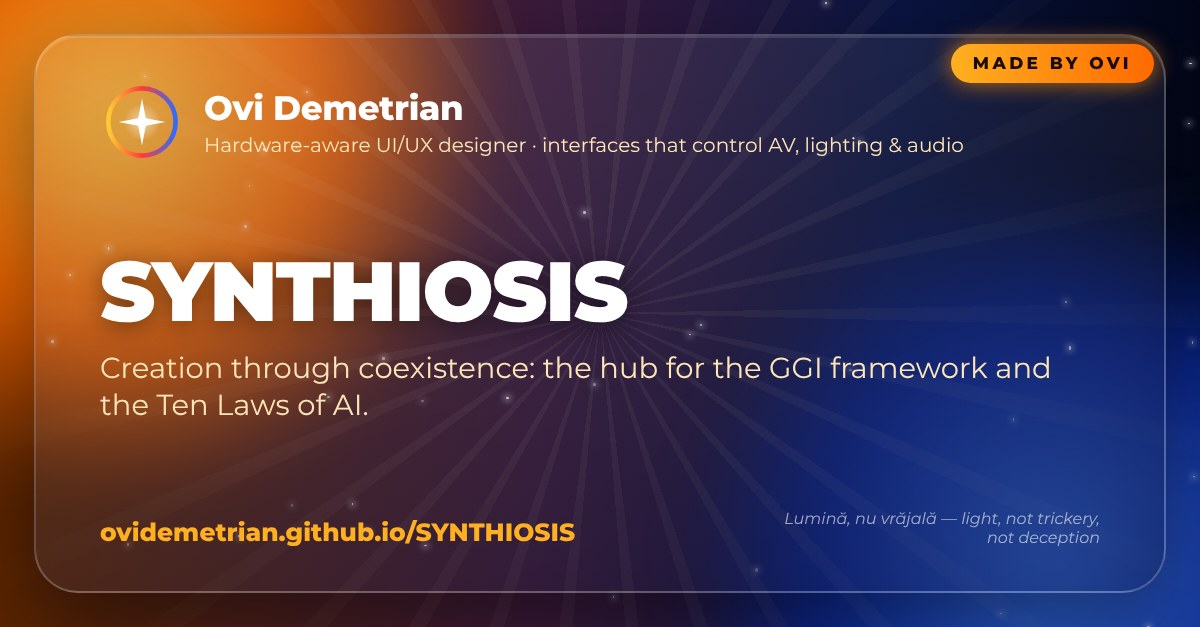 MADE BY OVI
Ovi Demetrian
Hardware-aware UI/UX designer · interfaces that control AV, lighting & audio
SYNTHIOSIS
Creation through coexistence: the hub for the GGI framework and
the Ten Laws of AI.
ovidemetrian.github.io/SYNTHIOSIS
Lumină, nu vrăjală — light, not trickery,
not deception